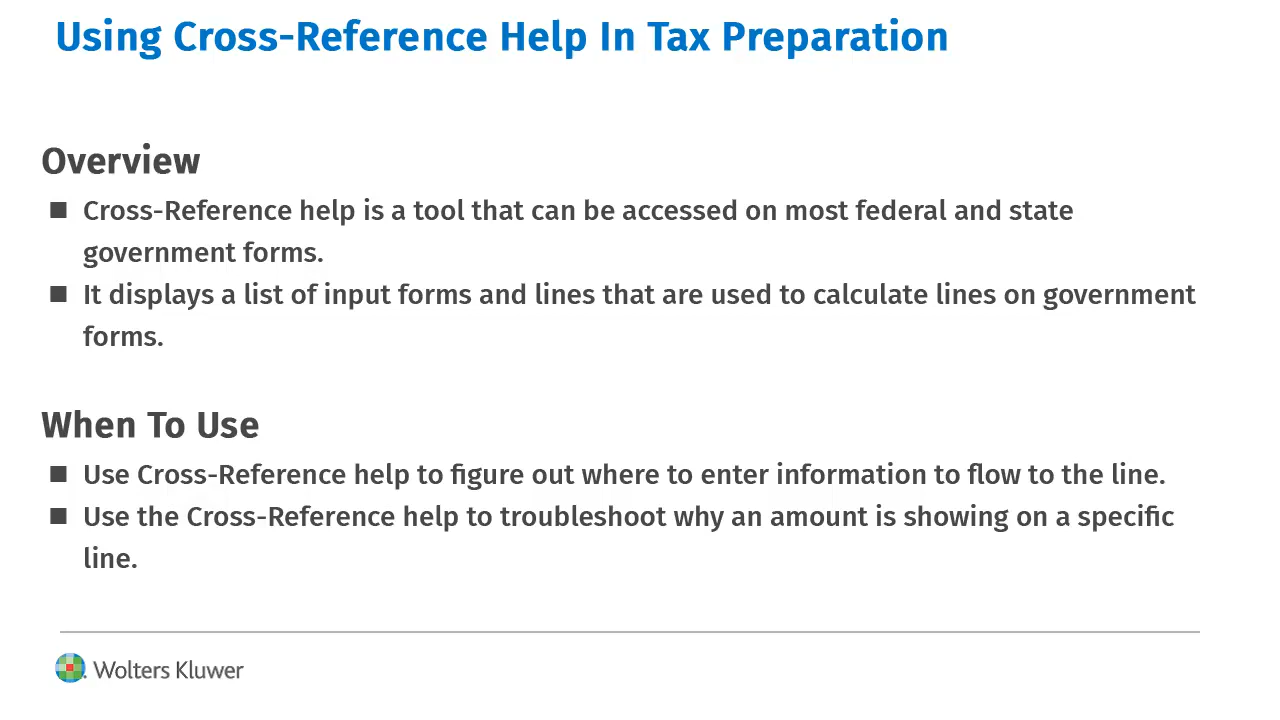 Using Cross-Reference Help In Tax Preparation
Overview
■ Cross-Reference help is a tool that can be accessed on most federal and state
government forms.
■ It displays a list of input forms and lines that are used to calculate lines on government
forms.
When To Use
■ Use Cross-Reference help to figure out where to enter information to flow to the line.
■ Use the Cross-Reference help to troubleshoot why an amount is showing on a specific
line.
Wolters Kluwer